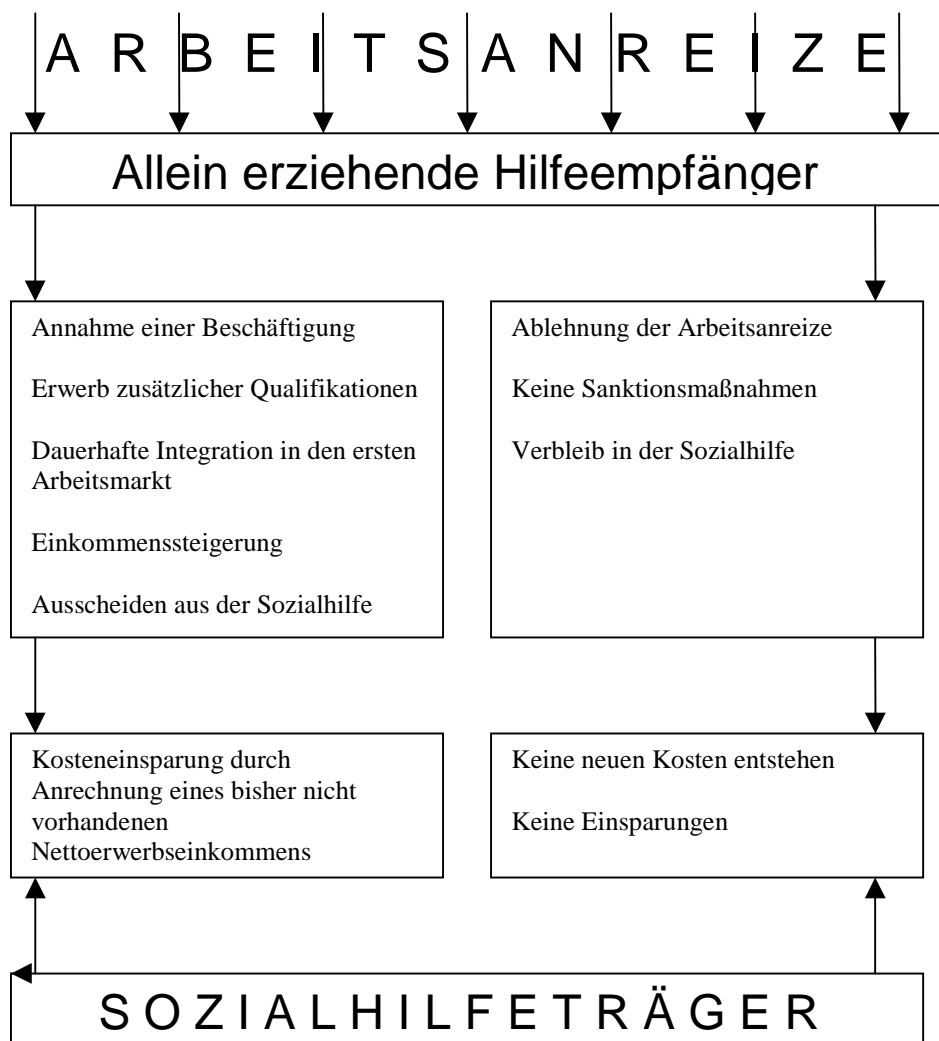 A R B E I T S A N R E I Z E
Allein erziehende Hilfeempfänger
Annahme einer Beschäftigung
Erwerb zusätzlicher Qualifikationen
Dauerhafte Integration in den ersten
Arbeitsmarkt
Einkommenssteigerung
Ausscheiden aus der Sozialhilfe
Ablehnung der Arbeitsanreize
Keine Sanktionsmaßnahmen
Verbleib in der Sozialhilfe
Kosteneinsparung durch
Anrechnung eines bisher nicht
vorhandenen
Nettoerwerbseinkommens
Keine neuen Kosten entstehen
Keine Einsparungen
S O Z I A L H I L F E T R Ä G E R